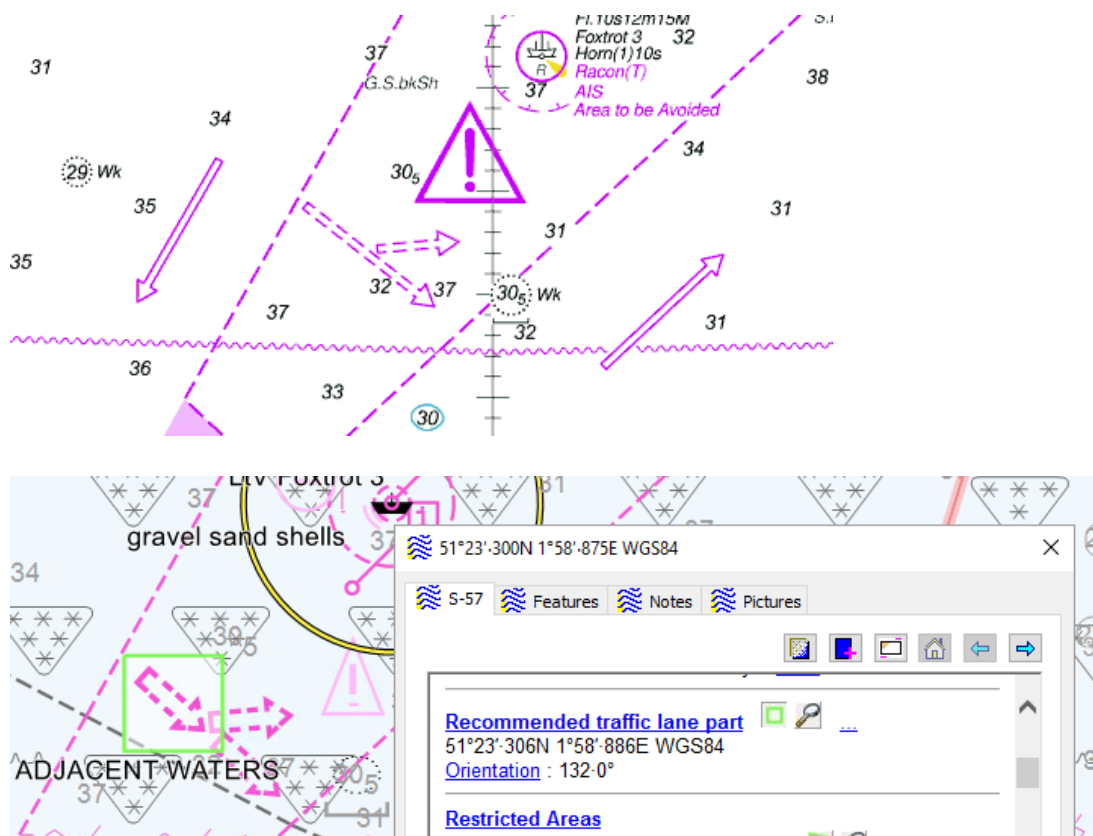 Fl.10s12m15M
Foxtrot 3
32
37
Horn(1)10s
31
G.S.bkSh
R
Racon(T)
38
37
AIS
Area to be Avoided
34
34
29
Wk
30₅
35
31
31
35
32
37
30₅
Wk
37
31
32
36
33
30
Ltv Foxtrot 3
31
37
gravel sand shells
37
51°23'·300N 1°58'·875E WGS84
34
S-57
Features
Notes
Pictures
30₅
Recommended traffic lane part
...
51°23'·306N 1°58'·886E WGS84
ADJACENT WATERS
Orientation : 132·0°
37
30₅
31
Restricted Areas